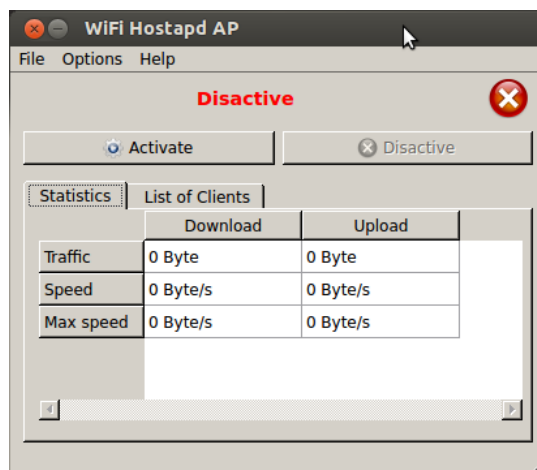 WiFi Hostapd AP
File Options Help
Disactive
Activate Disactive
Statistics List of Clients
Download Upload
Traffic 0 Byte 0 Byte
Speed 0 Byte/s 0 Byte/s
Max speed 0 Byte/s 0 Byte/s